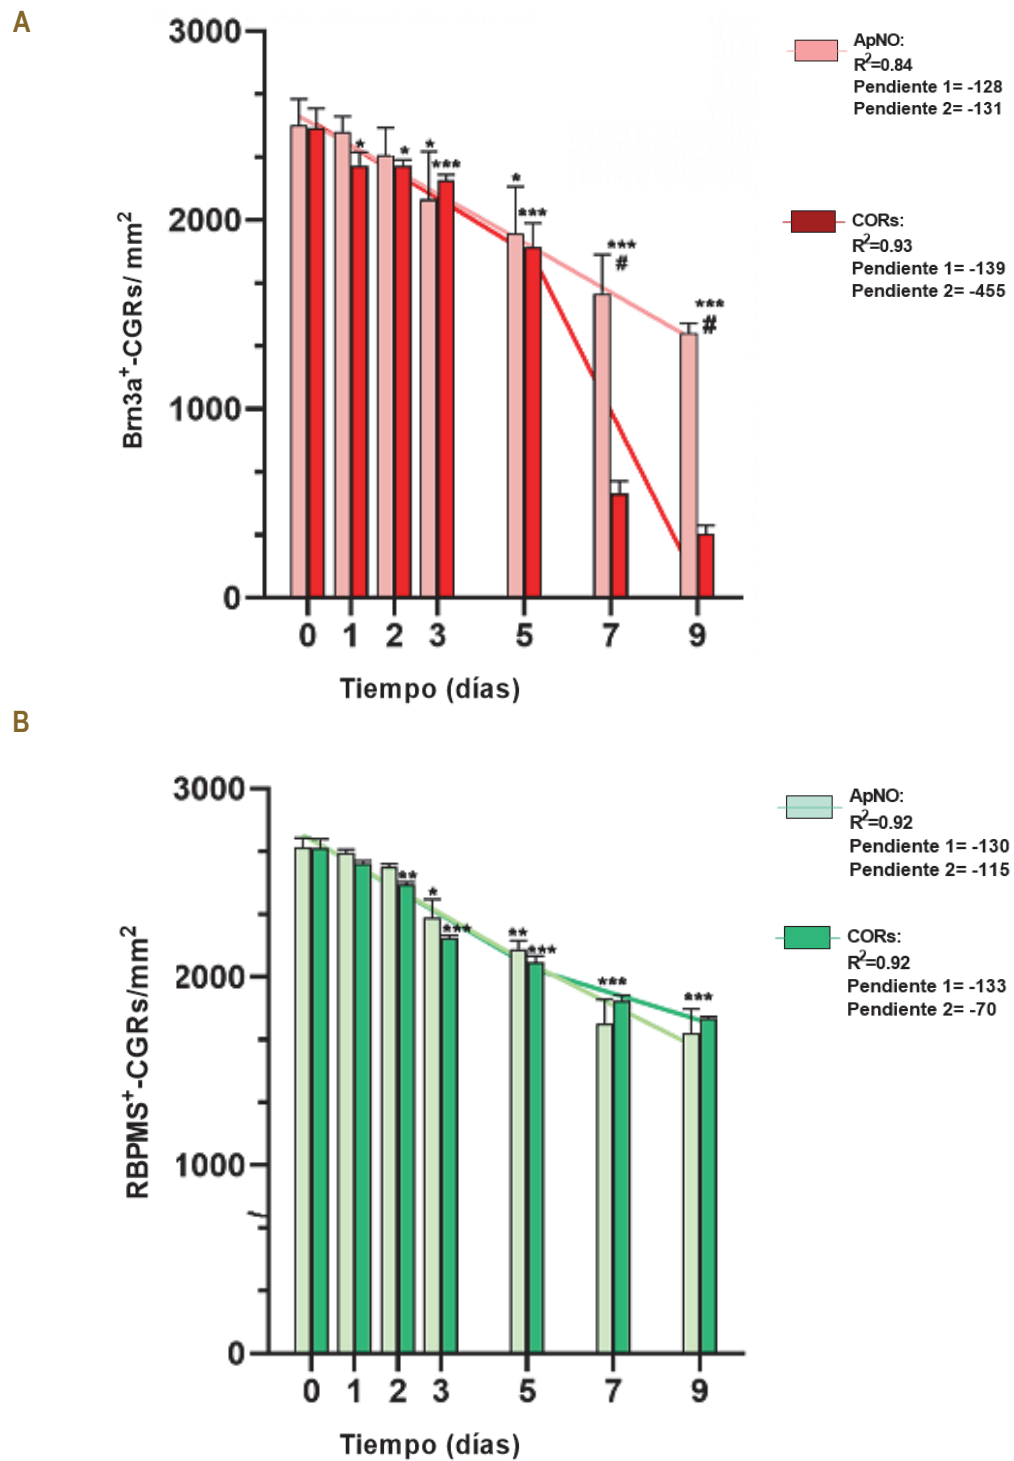 A
3000
2000
1000
0
Brn3a+-CGRs/ mm2
* * * *** * *** *** # *** #
0 1 2 3 5 7 9
Tiempo (días)
ApNO:
R2=0.84
Pendiente 1= -128
Pendiente 2= -131
CORs:
R2=0.93
Pendiente 1= -139
Pendiente 2= -455
B
3000
2000
1000
0
RBPMS+-CGRs/mm2
** * *** ** *** *** ***
0 1 2 3 5 7 9
Tiempo (días)
ApNO:
R2=0.92
Pendiente 1= -130
Pendiente 2= -115
CORs:
R2=0.92
Pendiente 1= -133
Pendiente 2= -70